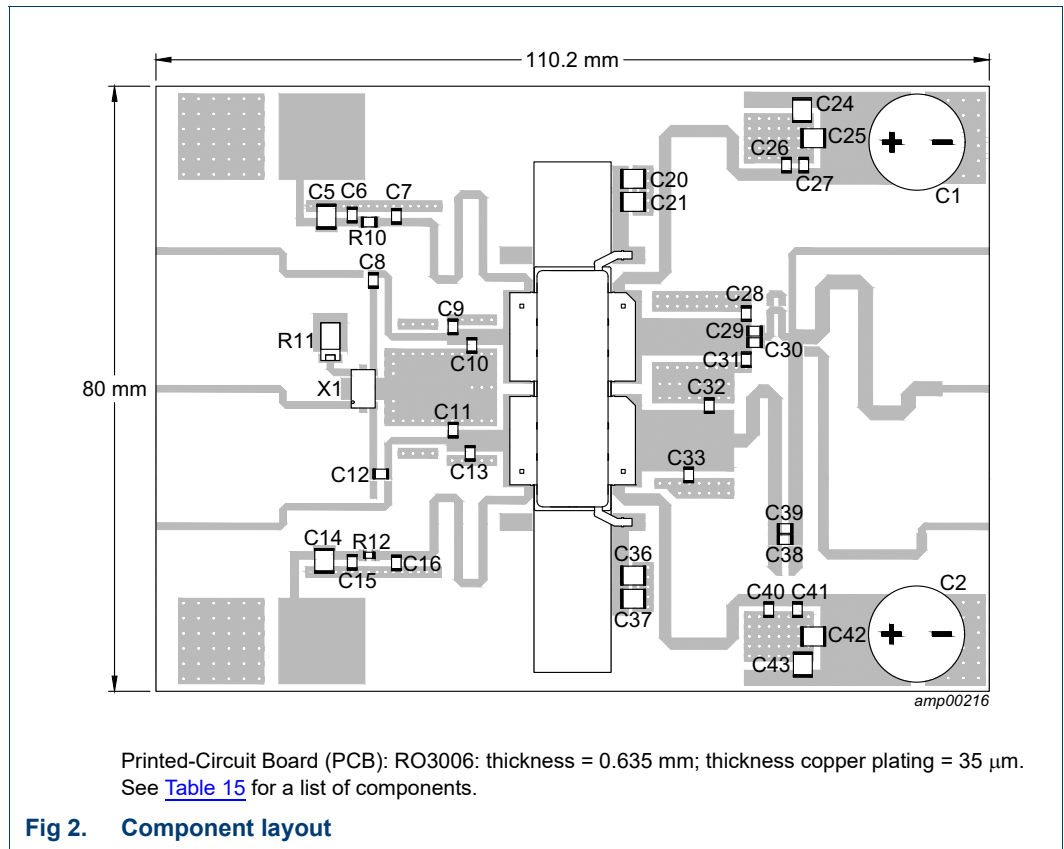 110.2 mm
80 mm
C24
C25
C26
C27
C1
C20
C21
C5
C6
C7
R10
C8
C9
C10
R11
X1
C11
C13
C12
C28
C29
C30
C31
C32
C33
C39
C38
C14
R12
C15
C16
C36
C37
C40
C41
C2
C42
C43
+ −
+ −
amp00216
Printed-Circuit Board (PCB): RO3006: thickness = 0.635 mm; thickness copper plating = 35 μm.
See Table 15 for a list of components.
Fig 2. Component layout